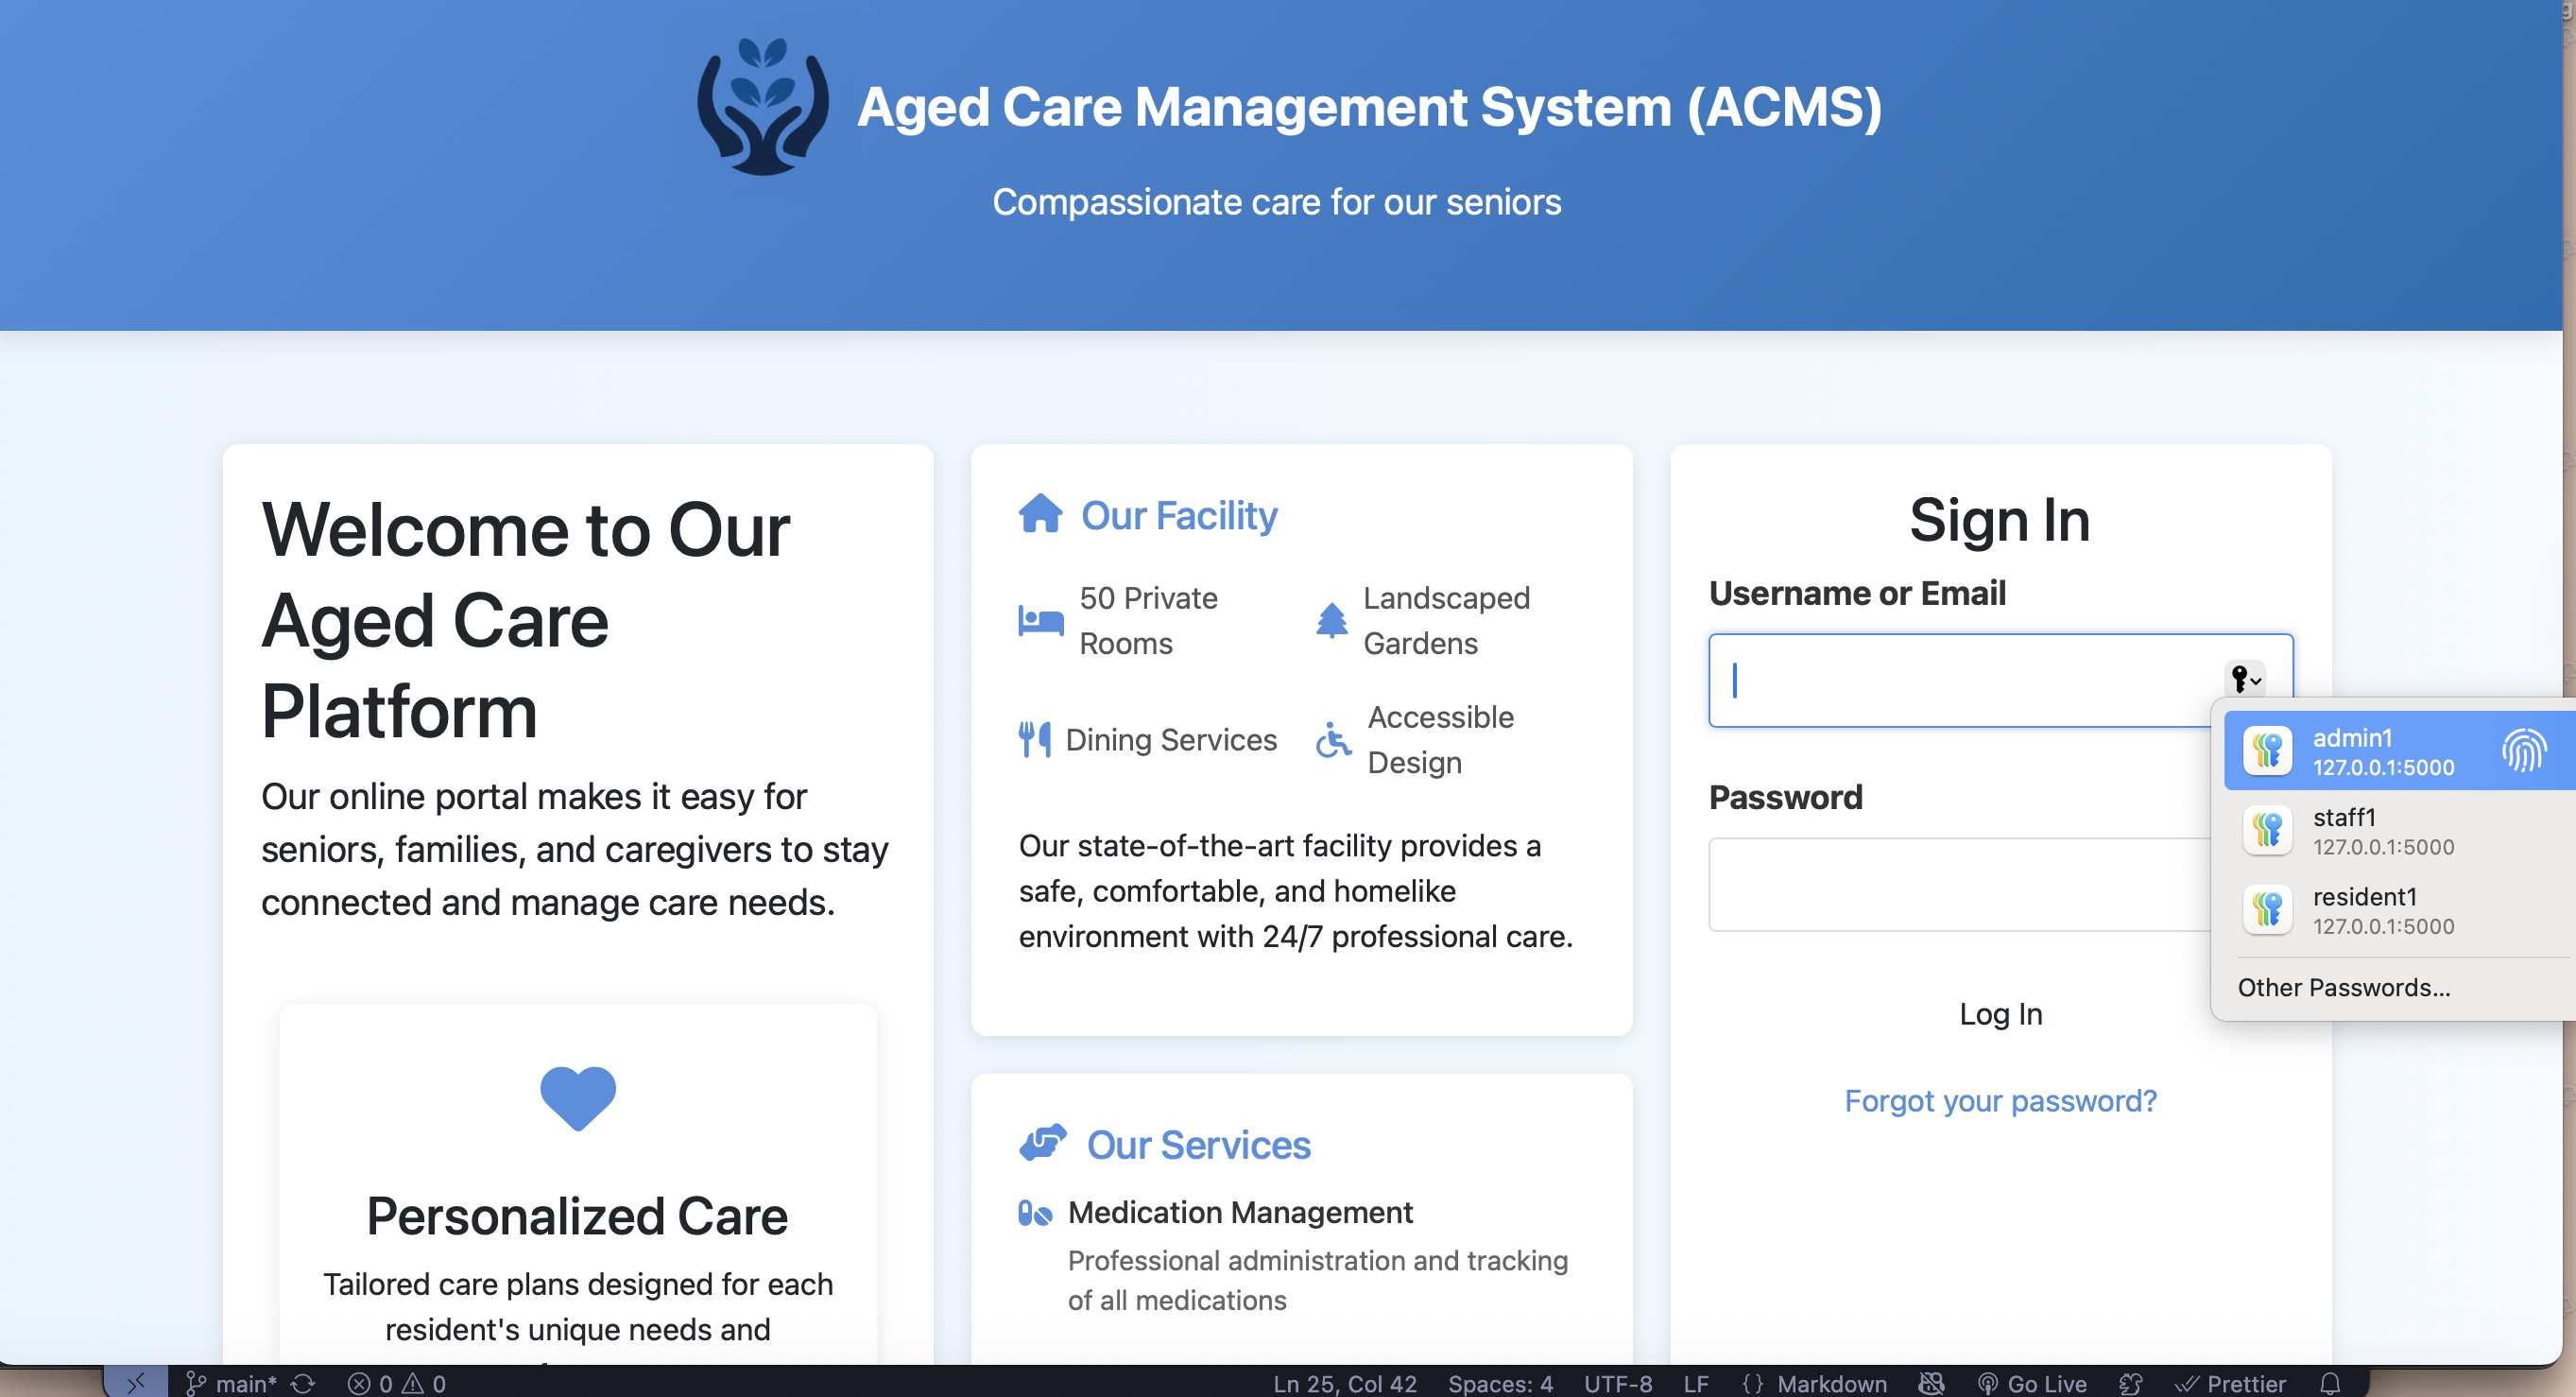 Aged Care Management System (ACMS)
Compassionate care for our seniors
Welcome to Our
Aged Care
Platform
Our online portal makes it easy for
seniors, families, and caregivers to stay
connected and manage care needs.
Personalized Care
Tailored care plans designed for each
resident's unique needs and
Our Facility
50 Private
Rooms
Landscaped
Gardens
Dining Services
Accessible
Design
Our state-of-the-art facility provides a
safe, comfortable, and homelike
environment with 24/7 professional care.
Our Services
Medication Management
Professional administration and tracking
of all medications
Sign In
Username or Email
Password
Log In
Forgot your password?
admin1
127.0.0.1:5000
staff1
127.0.0.1:5000
resident1
127.0.0.1:5000
Other Passwords...
main* 0 0 Ln 25, Col 42 Spaces: 4 UTF-8 LF {} Markdown Go Live Prettier